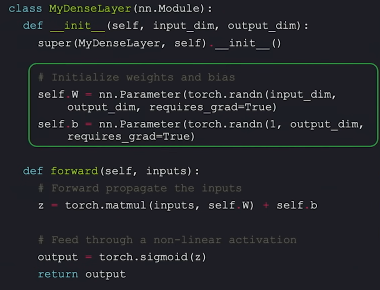 class MyDenseLayer(nn.Module):
  def __init__(self, input_dim, output_dim):
    super(MyDenseLayer, self).__init__()
    # Initialize weights and bias
    self.W = nn.Parameter(torch.randn(input_dim,
        output_dim, requires_grad=True)
    self.b = nn.Parameter(torch.randn(1, output_dim,
        requires_grad=True)
  def forward(self, inputs):
    # Forward propagate the inputs
    z = torch.matmul(inputs, self.W) + self.b
    # Feed through a non-linear activation
    output = torch.sigmoid(z)
    return output